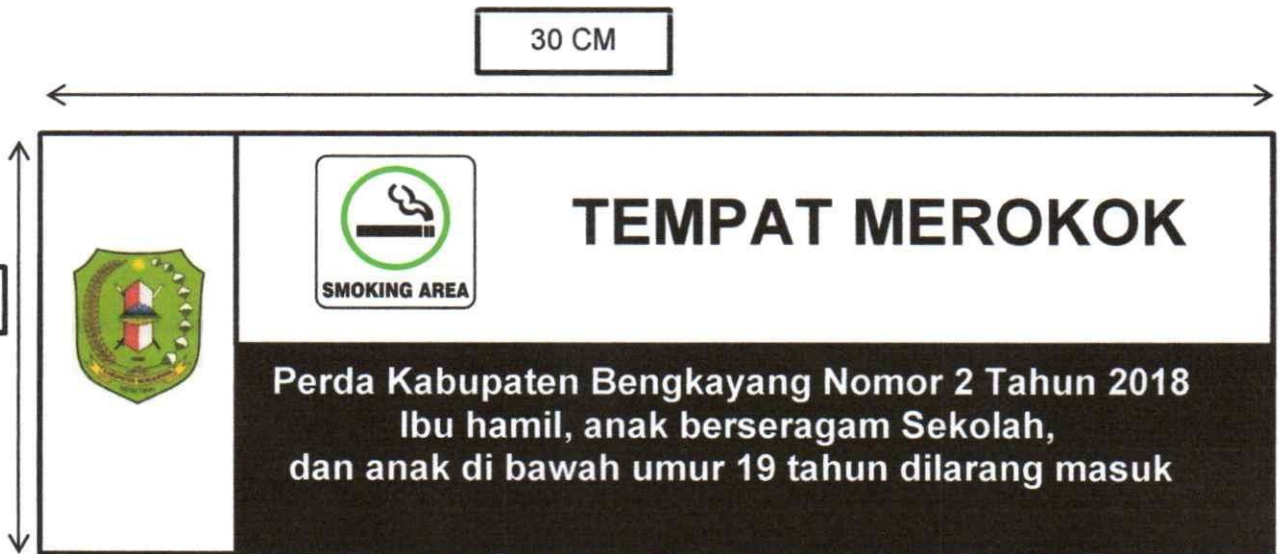 30 CM
TEMPAT MEROKOK
SMOKING AREA
Perda Kabupaten Bengkayang Nomor 2 Tahun 2018
Ibu hamil, anak berseragam Sekolah,
dan anak di bawah umur 19 tahun dilarang masuk